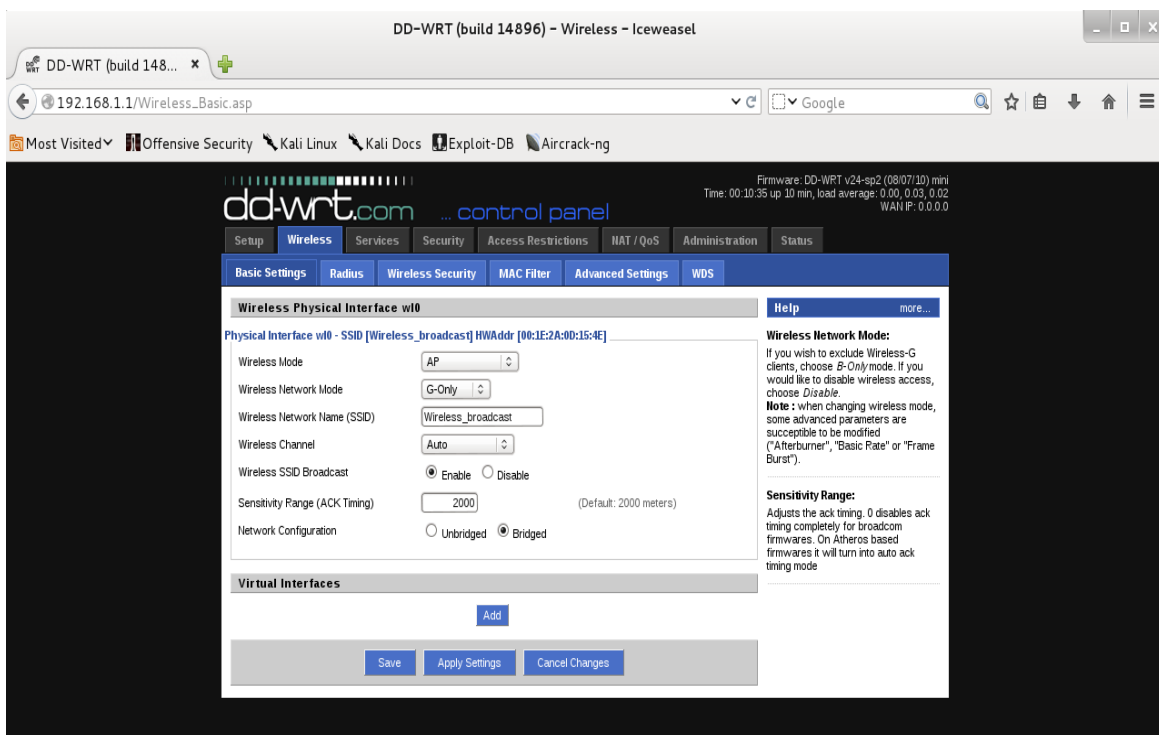 DD-WRT (build 14896) - Wireless - Iceweasel
DD-WRT (build 148...
192.168.1.1/Wireless_Basic.asp
Google
Most Visited Offensive Security Kali Linux Kali Docs Exploit-DB Aircrack-ng
dd-wrt.com ... control panel
Firmware: DD-WRT v24-sp2 (08/07/10) mini
Time: 00:10:35 up 10 min, load average: 0.00, 0.03, 0.02
WAN IP: 0.0.0.0
Setup Wireless Services Security Access Restrictions NAT / QoS Administration Status
Basic Settings Radius Wireless Security MAC Filter Advanced Settings WDS
Wireless Physical Interface wl0
Physical Interface wl0 - SSID [Wireless_broadcast] HWAddr [00:1E:2A:0D:15:4E]
Wireless Mode AP
Wireless Network Mode G-Only
Wireless Network Name (SSID) Wireless_broadcast
Wireless Channel Auto
Wireless SSID Broadcast Enable Disable
Sensitivity Range (ACK Timing) 2000 (Default: 2000 meters)
Network Configuration Unbridged Bridged
Virtual Interfaces
Add
Save Apply Settings Cancel Changes
Help more...
Wireless Network Mode:
If you wish to exclude Wireless-G
clients, choose B-Only mode. If you
would like to disable wireless access,
choose Disable.
Note : when changing wireless mode,
some advanced parameters are
succeptible to be modified
("Afterburner", "Basic Rate" or "Frame
Burst").
Sensitivity Range:
Adjusts the ack timing. 0 disables ack
timing completely for broadcom
firmwares. On Atheros based
firmwares it will turn into auto ack
timing mode